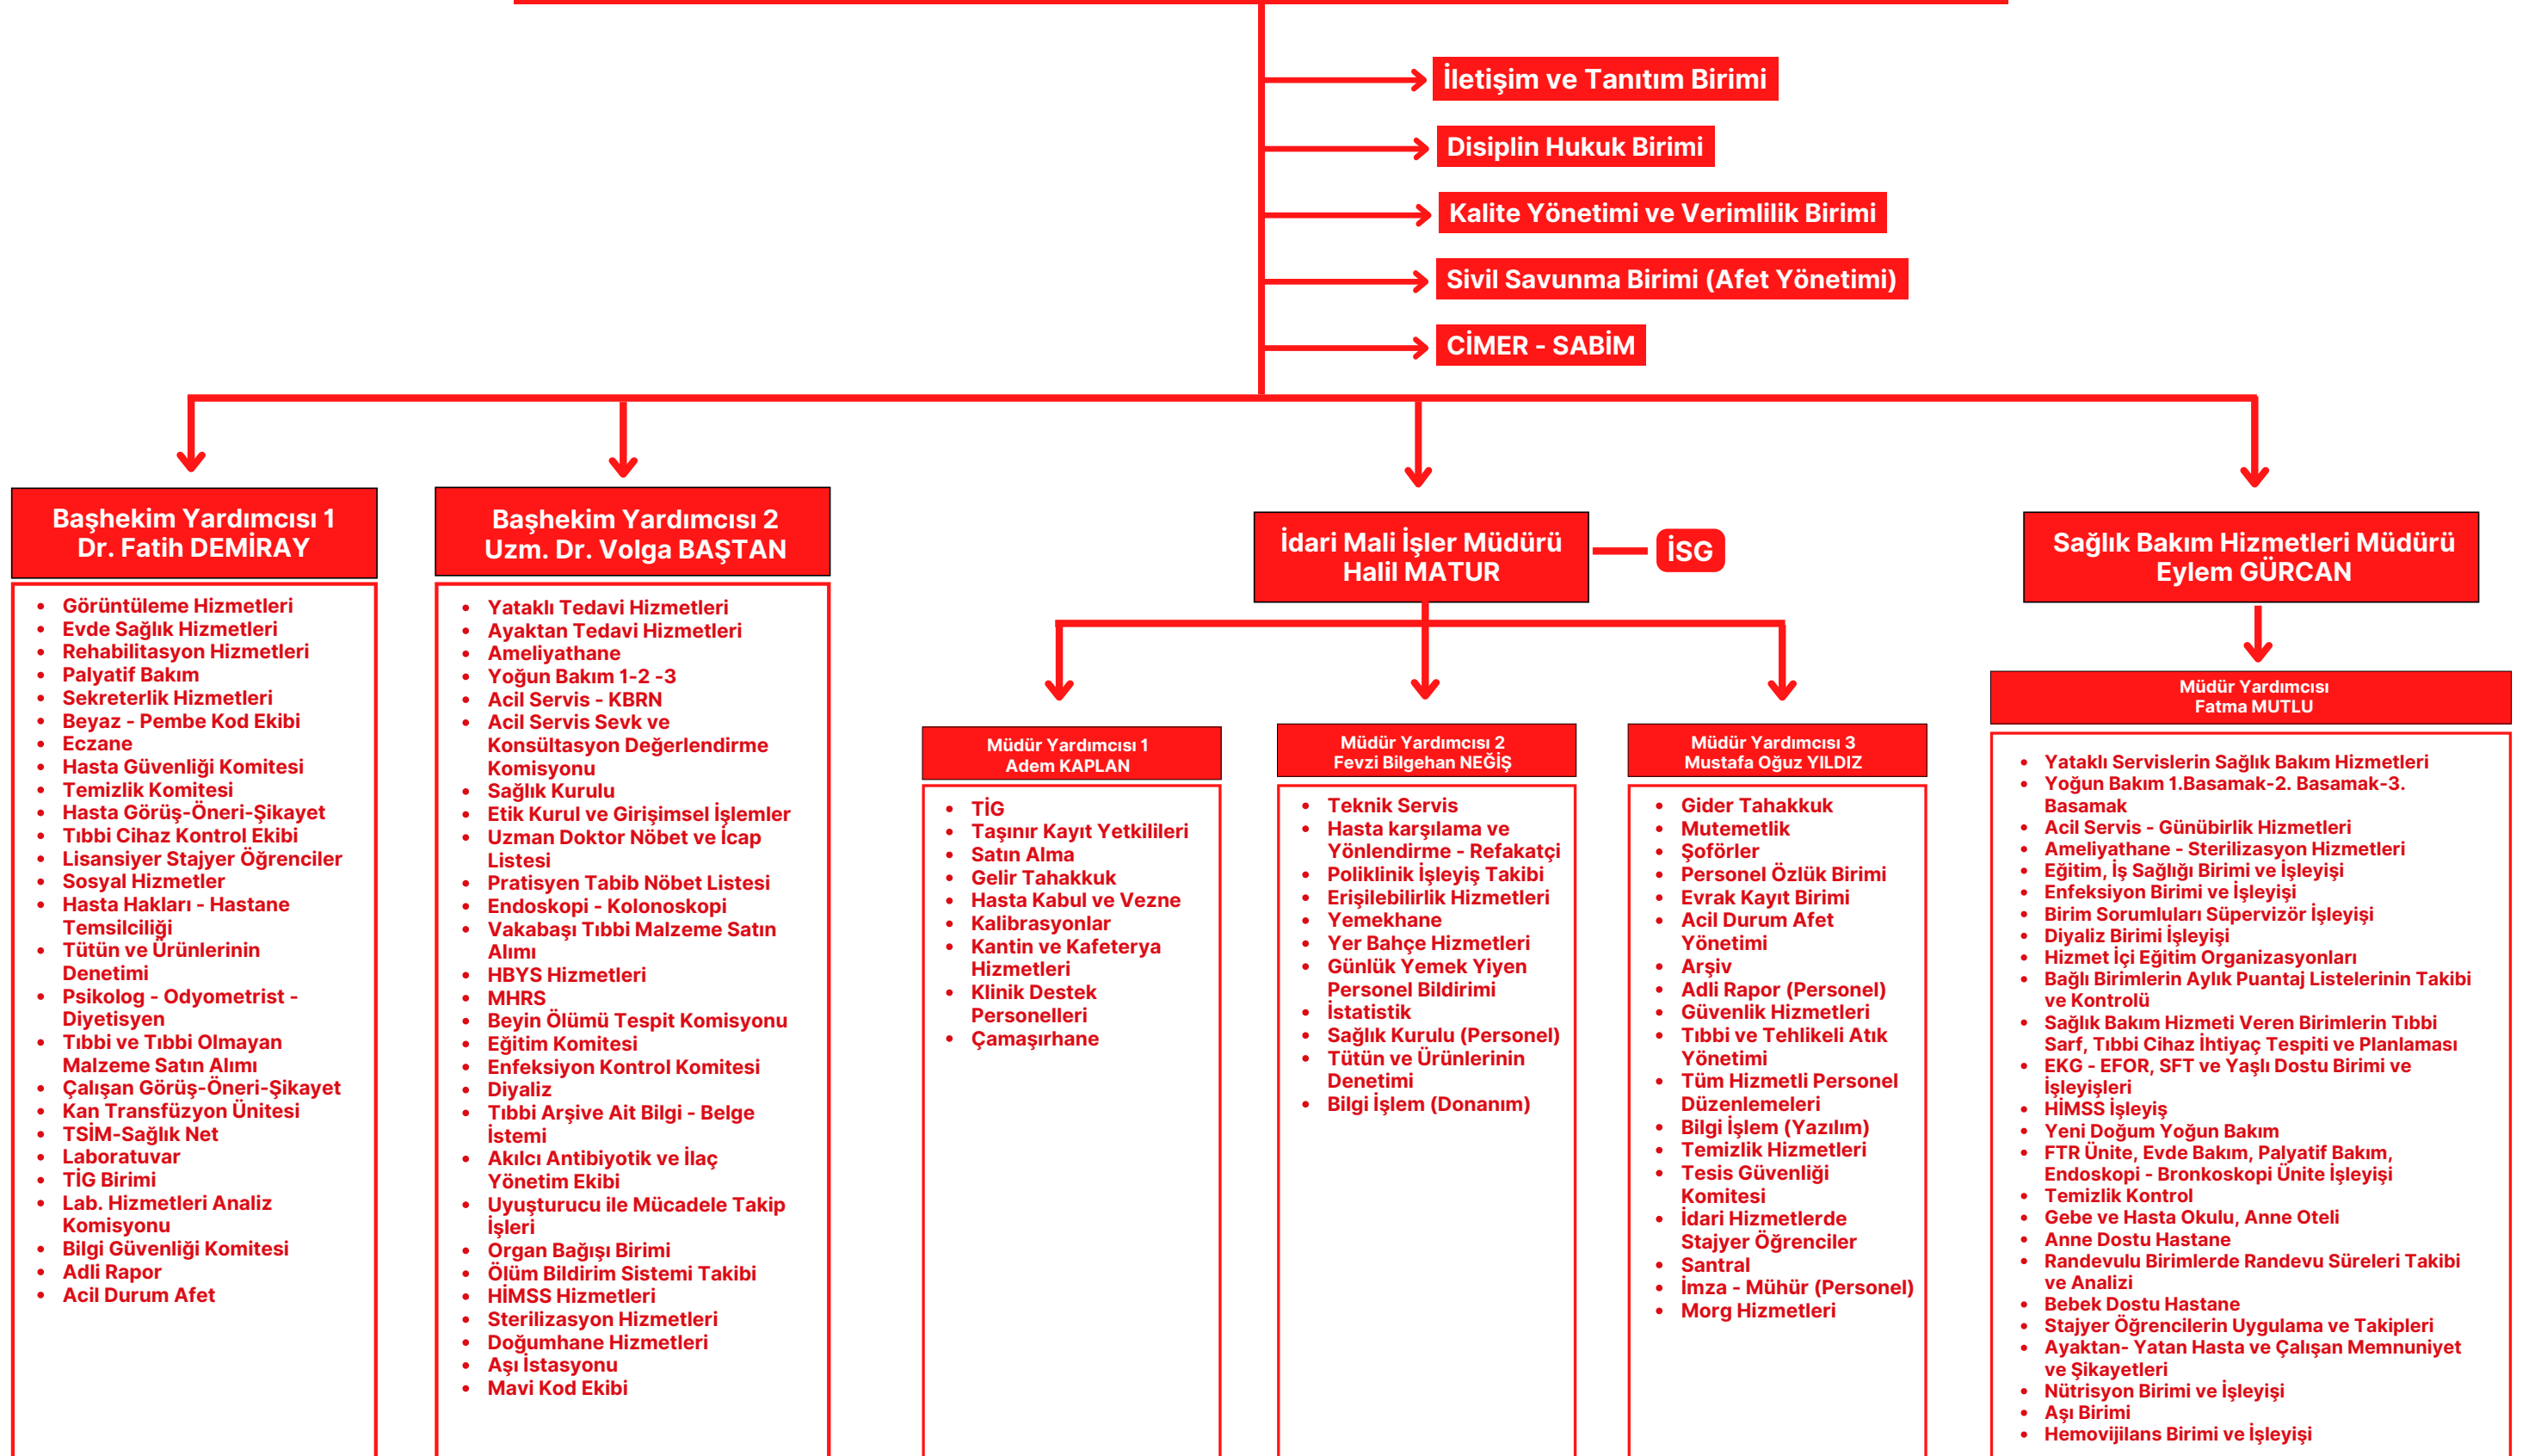 İletişim ve Tanıtım Birimi
Disiplin Hukuk Birimi
Kalite Yönetimi ve Verimlilik Birimi
Sivil Savunma Birimi (Afet Yönetimi)
CİMER - SABİM
Başhekim Yardımcısı 1
Dr. Fatih DEMİRAY
• Görüntüleme Hizmetleri
• Evde Sağlık Hizmetleri
• Rehabilitasyon Hizmetleri
• Palyatif Bakım
• Sekreterlik Hizmetleri
• Beyaz - Pembe Kod Ekibi
• Eczane
• Hasta Güvenliği Komitesi
• Temizlik Komitesi
• Hasta Görüş-Öneri-Şikayet
• Tıbbi Cihaz Kontrol Ekibi
• Lisansiyer Stajyer Öğrenciler
• Sosyal Hizmetler
• Hasta Hakları - Hastane
Temsilciliği
• Tütün ve Ürünlerinin
Denetimi
• Psikolog - Odyometrist -
Diyetisyen
• Tıbbi ve Tıbbi Olmayan
Malzeme Satın Alımı
• Çalışan Görüş-Öneri-Şikayet
• Kan Transfüzyon Ünitesi
• TSİM-Sağlık Net
• Laboratuvar
• TİG Birimi
• Lab. Hizmetleri Analiz
Komisyonu
• Bilgi Güvenliği Komitesi
• Adli Rapor
• Acil Durum Afet
Başhekim Yardımcısı 2
Uzm. Dr. Volga BAŞTAN
• Yataklı Tedavi Hizmetleri
• Ayaktan Tedavi Hizmetleri
• Ameliyathane
• Yoğun Bakım 1-2 -3
• Acil Servis - KBRN
• Acil Servis Sevk ve
Konsültasyon Değerlendirme
Komisyonu
• Sağlık Kurulu
• Etik Kurul ve Girişimsel İşlemler
• Uzman Doktor Nöbet ve İcap
Listesi
• Pratisyen Tabib Nöbet Listesi
• Endoskopi - Kolonoskopi
• Vakabaşı Tıbbi Malzeme Satın
Alımı
• HBYS Hizmetleri
• MHRS
• Beyin Ölümü Tespit Komisyonu
• Eğitim Komitesi
• Enfeksiyon Kontrol Komitesi
• Diyaliz
• Tıbbi Arşive Ait Bilgi - Belge
İstemi
• Akılcı Antibiyotik ve İlaç
Yönetim Ekibi
• Uyuşturucu ile Mücadele Takip
İşleri
• Organ Bağışı Birimi
• Ölüm Bildirim Sistemi Takibi
• HİMSS Hizmetleri
• Sterilizasyon Hizmetleri
• Doğumhane Hizmetleri
• Aşı İstasyonu
• Mavi Kod Ekibi
İdari Mali İşler Müdürü
Halil MATUR
İSG
Müdür Yardımcısı 1
Adem KAPLAN
• TİG
• Taşınır Kayıt Yetkilileri
• Satın Alma
• Gelir Tahakkuk
• Hasta Kabul ve Vezne
• Kalibrasyonlar
• Kantin ve Kafeterya
Hizmetleri
• Klinik Destek
Personelleri
• Çamaşırhane
Müdür Yardımcısı 2
Fevzi Bilgehan NEĞİŞ
• Teknik Servis
• Hasta karşılama ve
Yönlendirme - Refakatçi
• Poliklinik İşleyiş Takibi
• Erişilebilirlik Hizmetleri
• Yemekhane
• Yer Bahçe Hizmetleri
• Günlük Yemek Yiyen
Personel Bildirimi
• İstatistik
• Sağlık Kurulu (Personel)
• Tütün ve Ürünlerinin
Denetimi
• Bilgi İşlem (Donanım)
Müdür Yardımcısı 3
Mustafa Oğuz YILDIZ
• Gider Tahakkuk
• Mutemetlik
• Şoförler
• Personel Özlük Birimi
• Evrak Kayıt Birimi
• Acil Durum Afet
Yönetimi
• Arşiv
• Adli Rapor (Personel)
• Güvenlik Hizmetleri
• Tıbbi ve Tehlikeli Atık
Yönetimi
• Tüm Hizmetli Personel
Düzenlemeleri
• Bilgi İşlem (Yazılım)
• Temizlik Hizmetleri
• Tesis Güvenliği
Komitesi
• İdari Hizmetlerde
Stajyer Öğrenciler
• Santral
• İmza - Mühür (Personel)
• Morg Hizmetleri
Sağlık Bakım Hizmetleri Müdürü
Eylem GÜRCAN
Müdür Yardımcısı
Fatma MUTLU
• Yataklı Servislerin Sağlık Bakım Hizmetleri
• Yoğun Bakım 1.Basamak-2. Basamak-3.
Basamak
• Acil Servis - Günübirlik Hizmetleri
• Ameliyathane - Sterilizasyon Hizmetleri
• Eğitim, İş Sağlığı Birimi ve İşleyişi
• Enfeksiyon Birimi ve İşleyişi
• Birim Sorumluları Süpervizör İşleyişi
• Diyaliz Birimi İşleyişi
• Hizmet İçi Eğitim Organizasyonları
• Bağlı Birimlerin Aylık Puantaj Listelerinin Takibi
ve Kontrolü
• Sağlık Bakım Hizmeti Veren Birimlerin Tıbbi
Sarf, Tıbbi Cihaz İhtiyaç Tespiti ve Planlaması
• EKG - EFOR, SFT ve Yaşlı Dostu Birimi ve
İşleyişleri
• HİMSS İşleyiş
• Yeni Doğum Yoğun Bakım
• FTR Ünite, Evde Bakım, Palyatif Bakım,
Endoskopi - Bronkoskopi Ünite İşleyişi
• Temizlik Kontrol
• Gebe ve Hasta Okulu, Anne Oteli
• Anne Dostu Hastane
• Randevulu Birimlerde Randevu Süreleri Takibi
ve Analizi
• Bebek Dostu Hastane
• Stajyer Öğrencilerin Uygulama ve Takipleri
• Ayaktan- Yatan Hasta ve Çalışan Memnuniyet
ve Şikayetleri
• Nütrisyon Birimi ve İşleyişi
• Aşı Birimi
• Hemovijilans Birimi ve İşleyişi